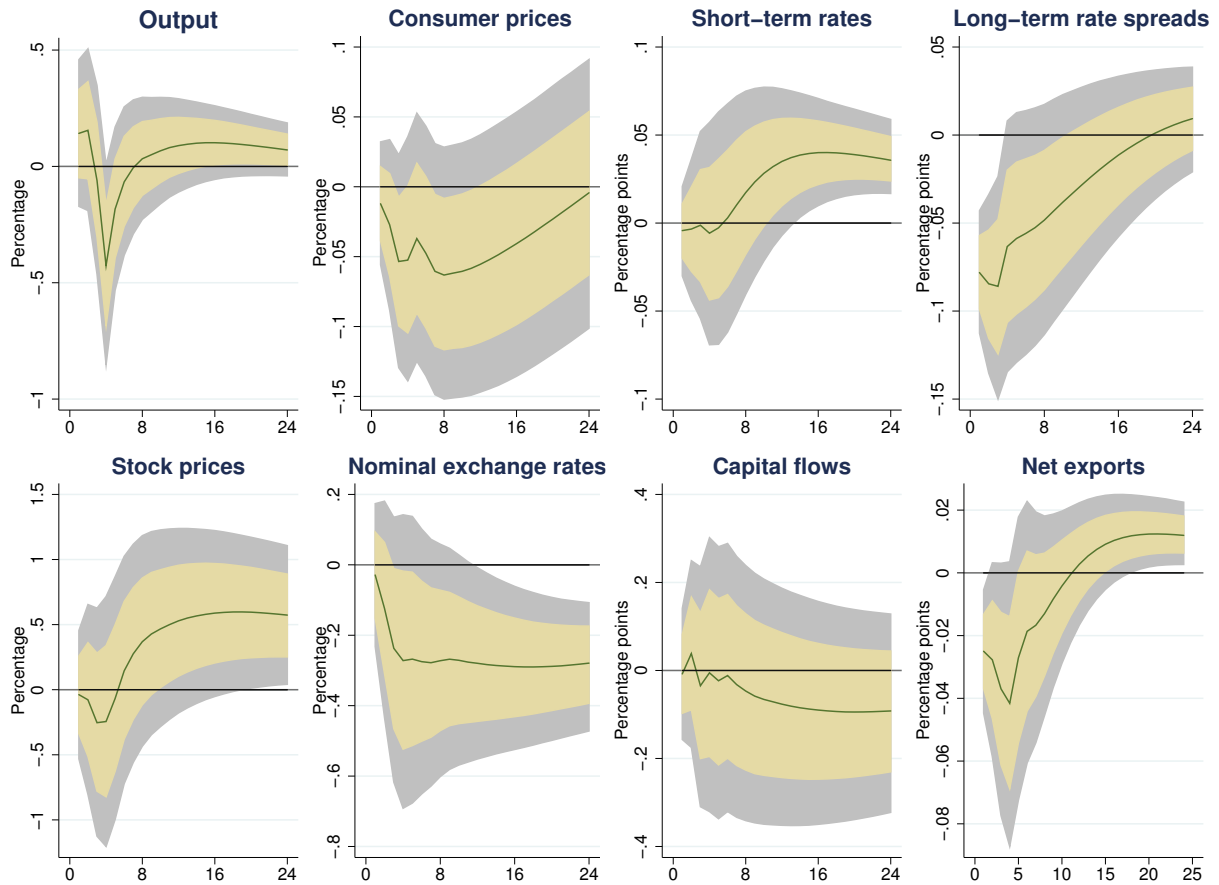 Output
Consumer prices
Short−term rates
Long−term rate spreads
Percentage
.5
0
−.5
−1
0 8 16 24
Percentage
.1
.05
0
−.05
−.1
−.15
0 8 16 24
Percentage points
.1
.05
0
−.05
−.1
0 8 16 24
Percentage points
.05
0
−.05
−.1
−.15
0 8 16 24
Stock prices
Nominal exchange rates
Capital flows
Net exports
Percentage
1.5
1
.5
0
−.5
−1
0 8 16 24
Percentage
.2
0
−.2
−.4
−.6
−.8
0 8 16 24
Percentage points
.4
.2
0
−.2
−.4
0 8 16 24
Percentage points
.02
0
−.02
−.04
−.06
−.08
0 5 10 15 20 25